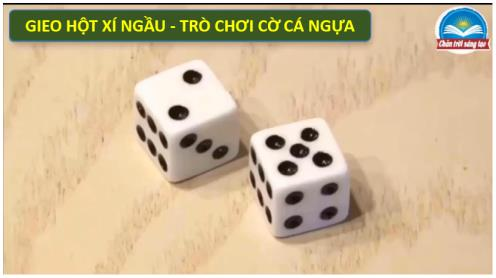 GIEO HỘT XÍ NGẦU - TRÒ CHƠI CỜ CÁ NGỰA
Chân trời sáng tạo